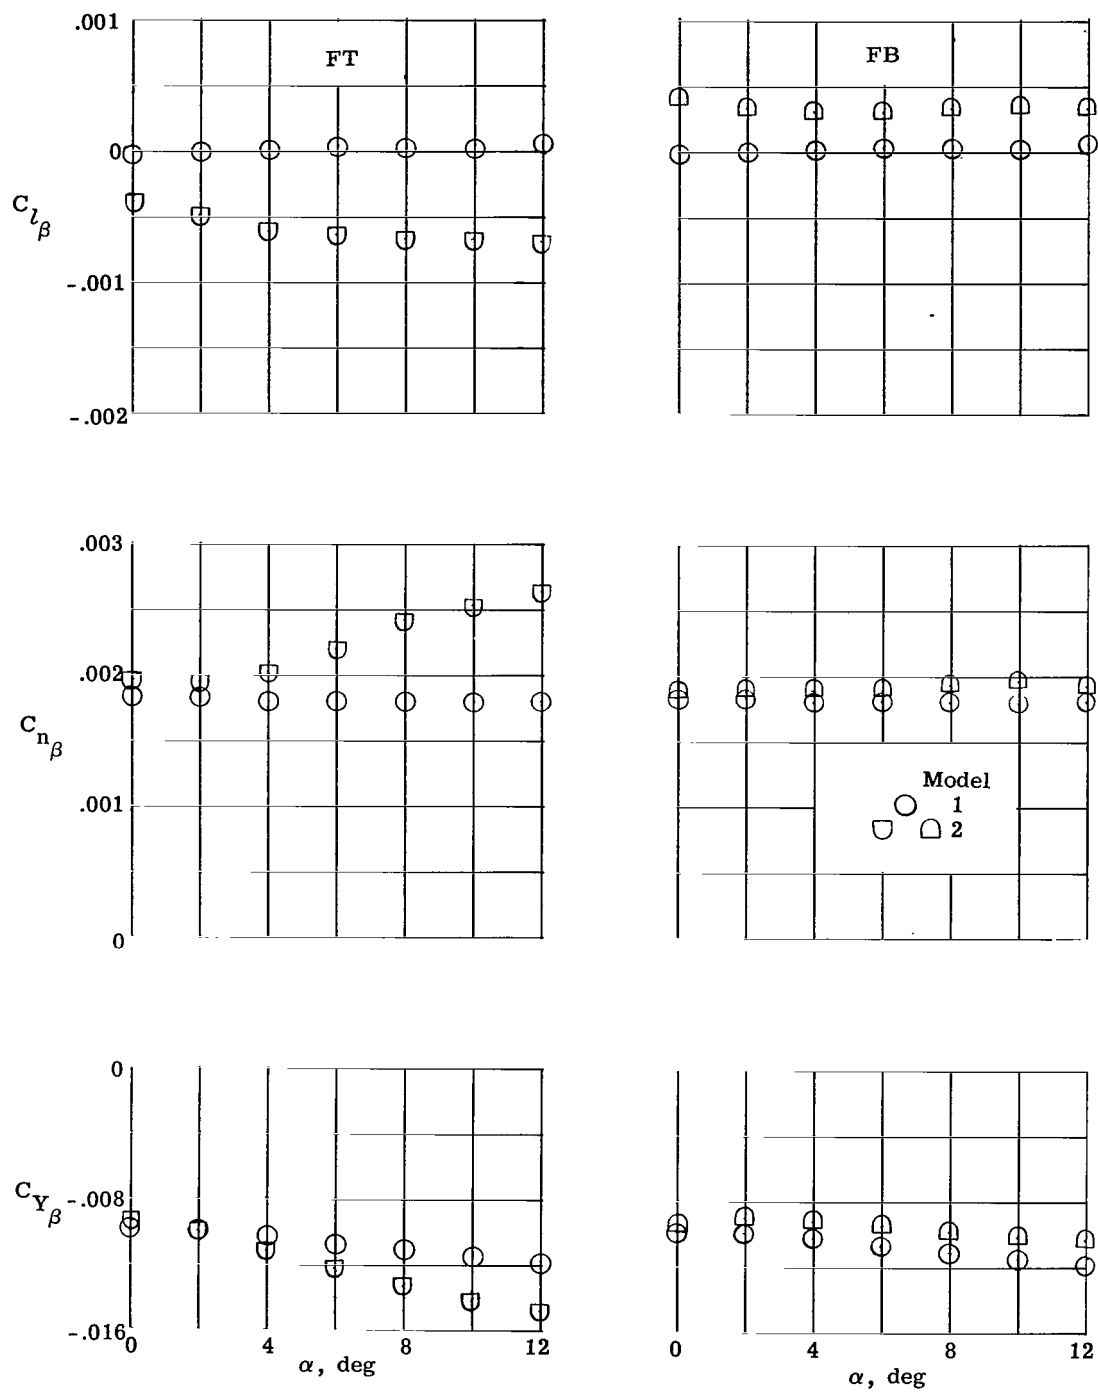 .001
FT
FB
0
C_{l_β}
-.001
-.002
.003
.002
C_{n_β}
Model
.001
1
2
0
0
C_{Y_β}
-.008
-.016
0 4 8 12
0 4 8 12
α, deg
α, deg